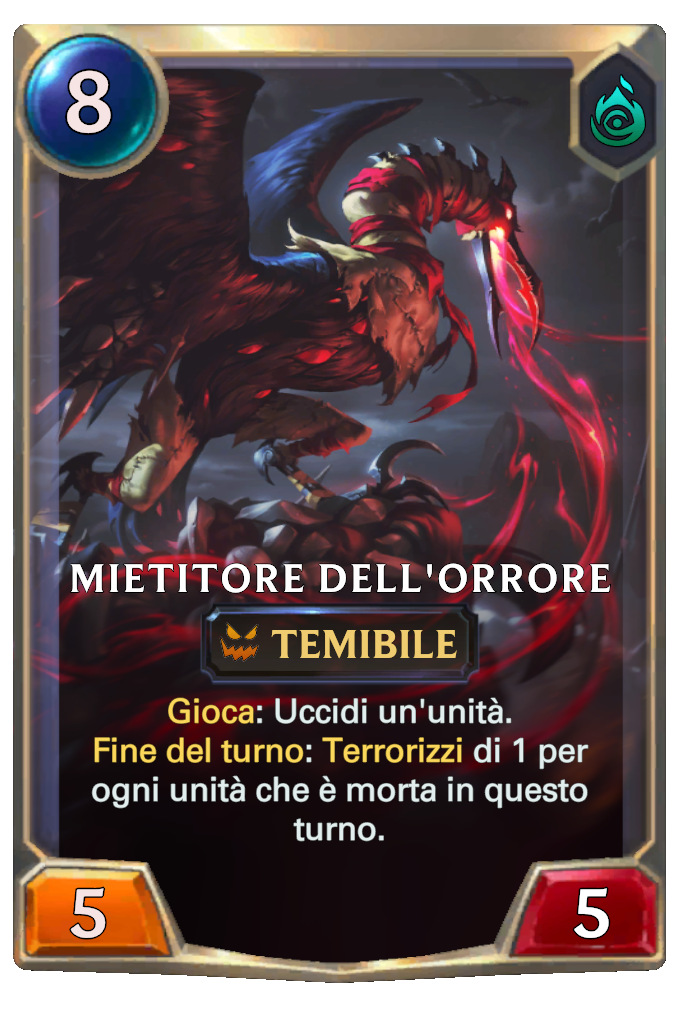 8
MIETITORE DELL'ORRORE
TEMIBILE
Gioca: Uccidi un'unità.
Fine del turno: Terrorizzi di 1 per
ogni unità che è morta in questo
turno.
5
5